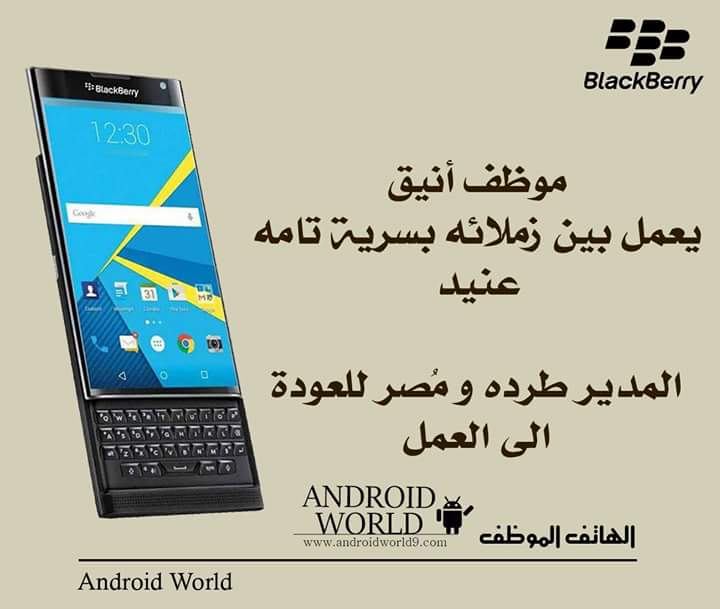 BlackBerry
BlackBerry
12:30
Google
موظف أنيق
يعمل بين زملائه بسرية تامه
عنيد
المدير طرده و مُصر للعودة
الى العمل
ANDROID
WORLD
www.androidworld9.com
الهاتف الموظف
Android World